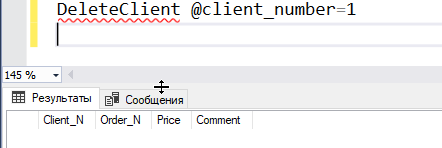 DeleteClient @client_number=1
145 %
Результаты Сообщения
Client_N Order_N Price Comment